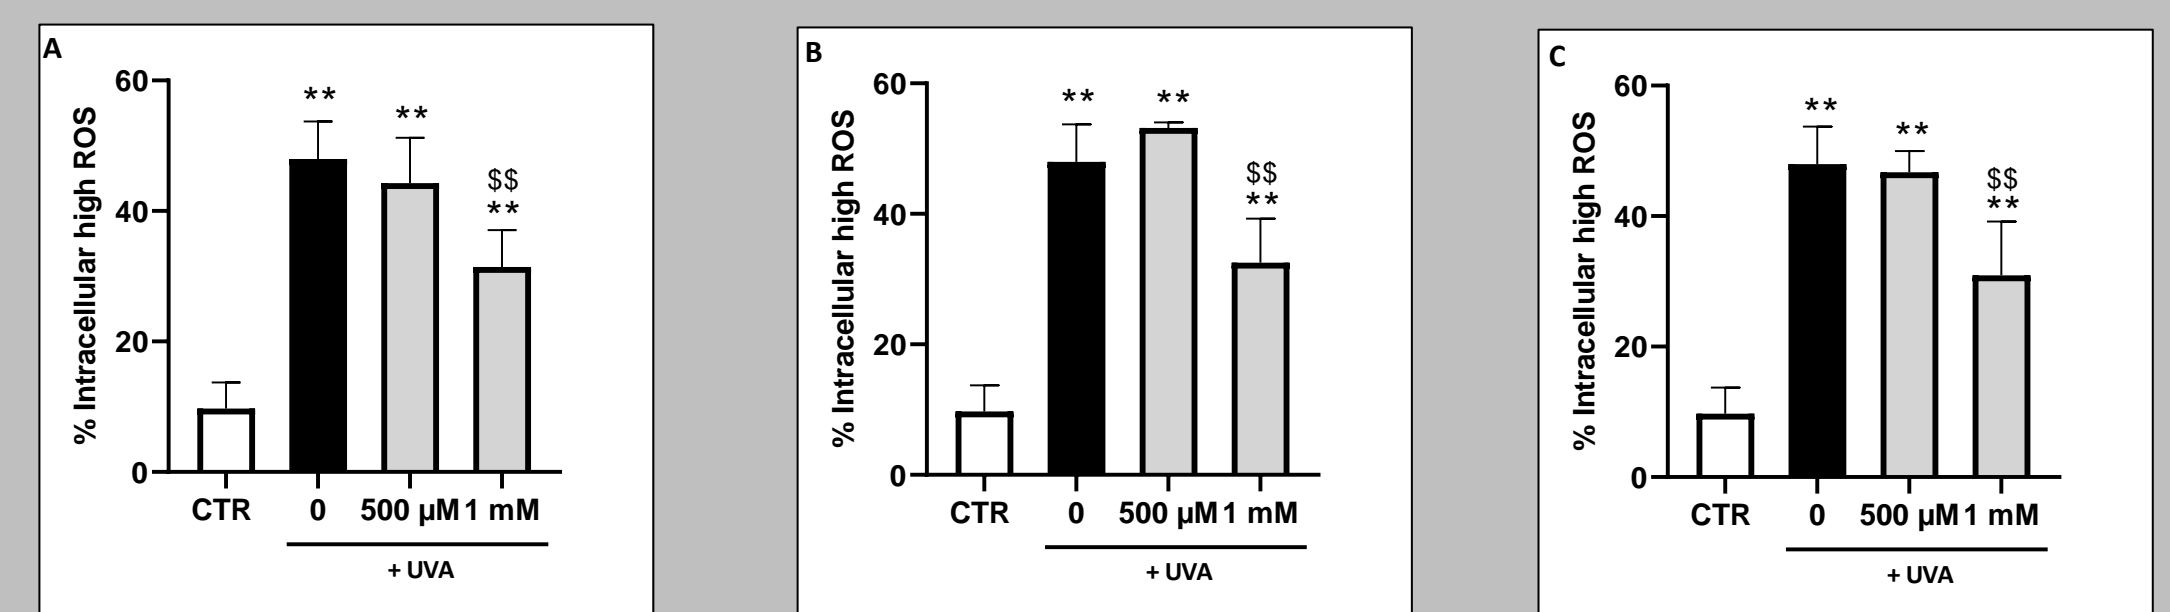 A
% Intracellular high ROS
60
40
20
0
**
**
$$
**
CTR
0
500 µM
1 mM
+ UVA
B
% Intracellular high ROS
60
40
20
0
**
**
$$
**
CTR
0
500 µM
1 mM
+ UVA
C
% Intracellular high ROS
60
40
20
0
**
**
$$
**
CTR
0
500 µM
1 mM
+ UVA